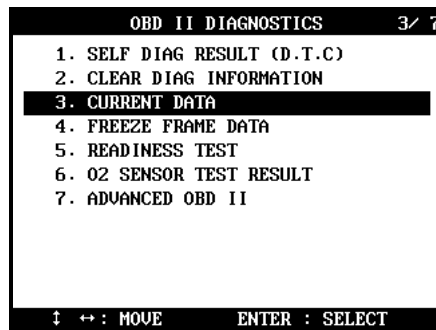 OBD II DIAGNOSTICS 3/ 7
1. SELF DIAG RESULT (D.T.C)
2. CLEAR DIAG INFORMATION
3. CURRENT DATA
4. FREEZE FRAME DATA
5. READINESS TEST
6. O2 SENSOR TEST RESULT
7. ADVANCED OBD II
↕ ↔: MOVE ENTER : SELECT